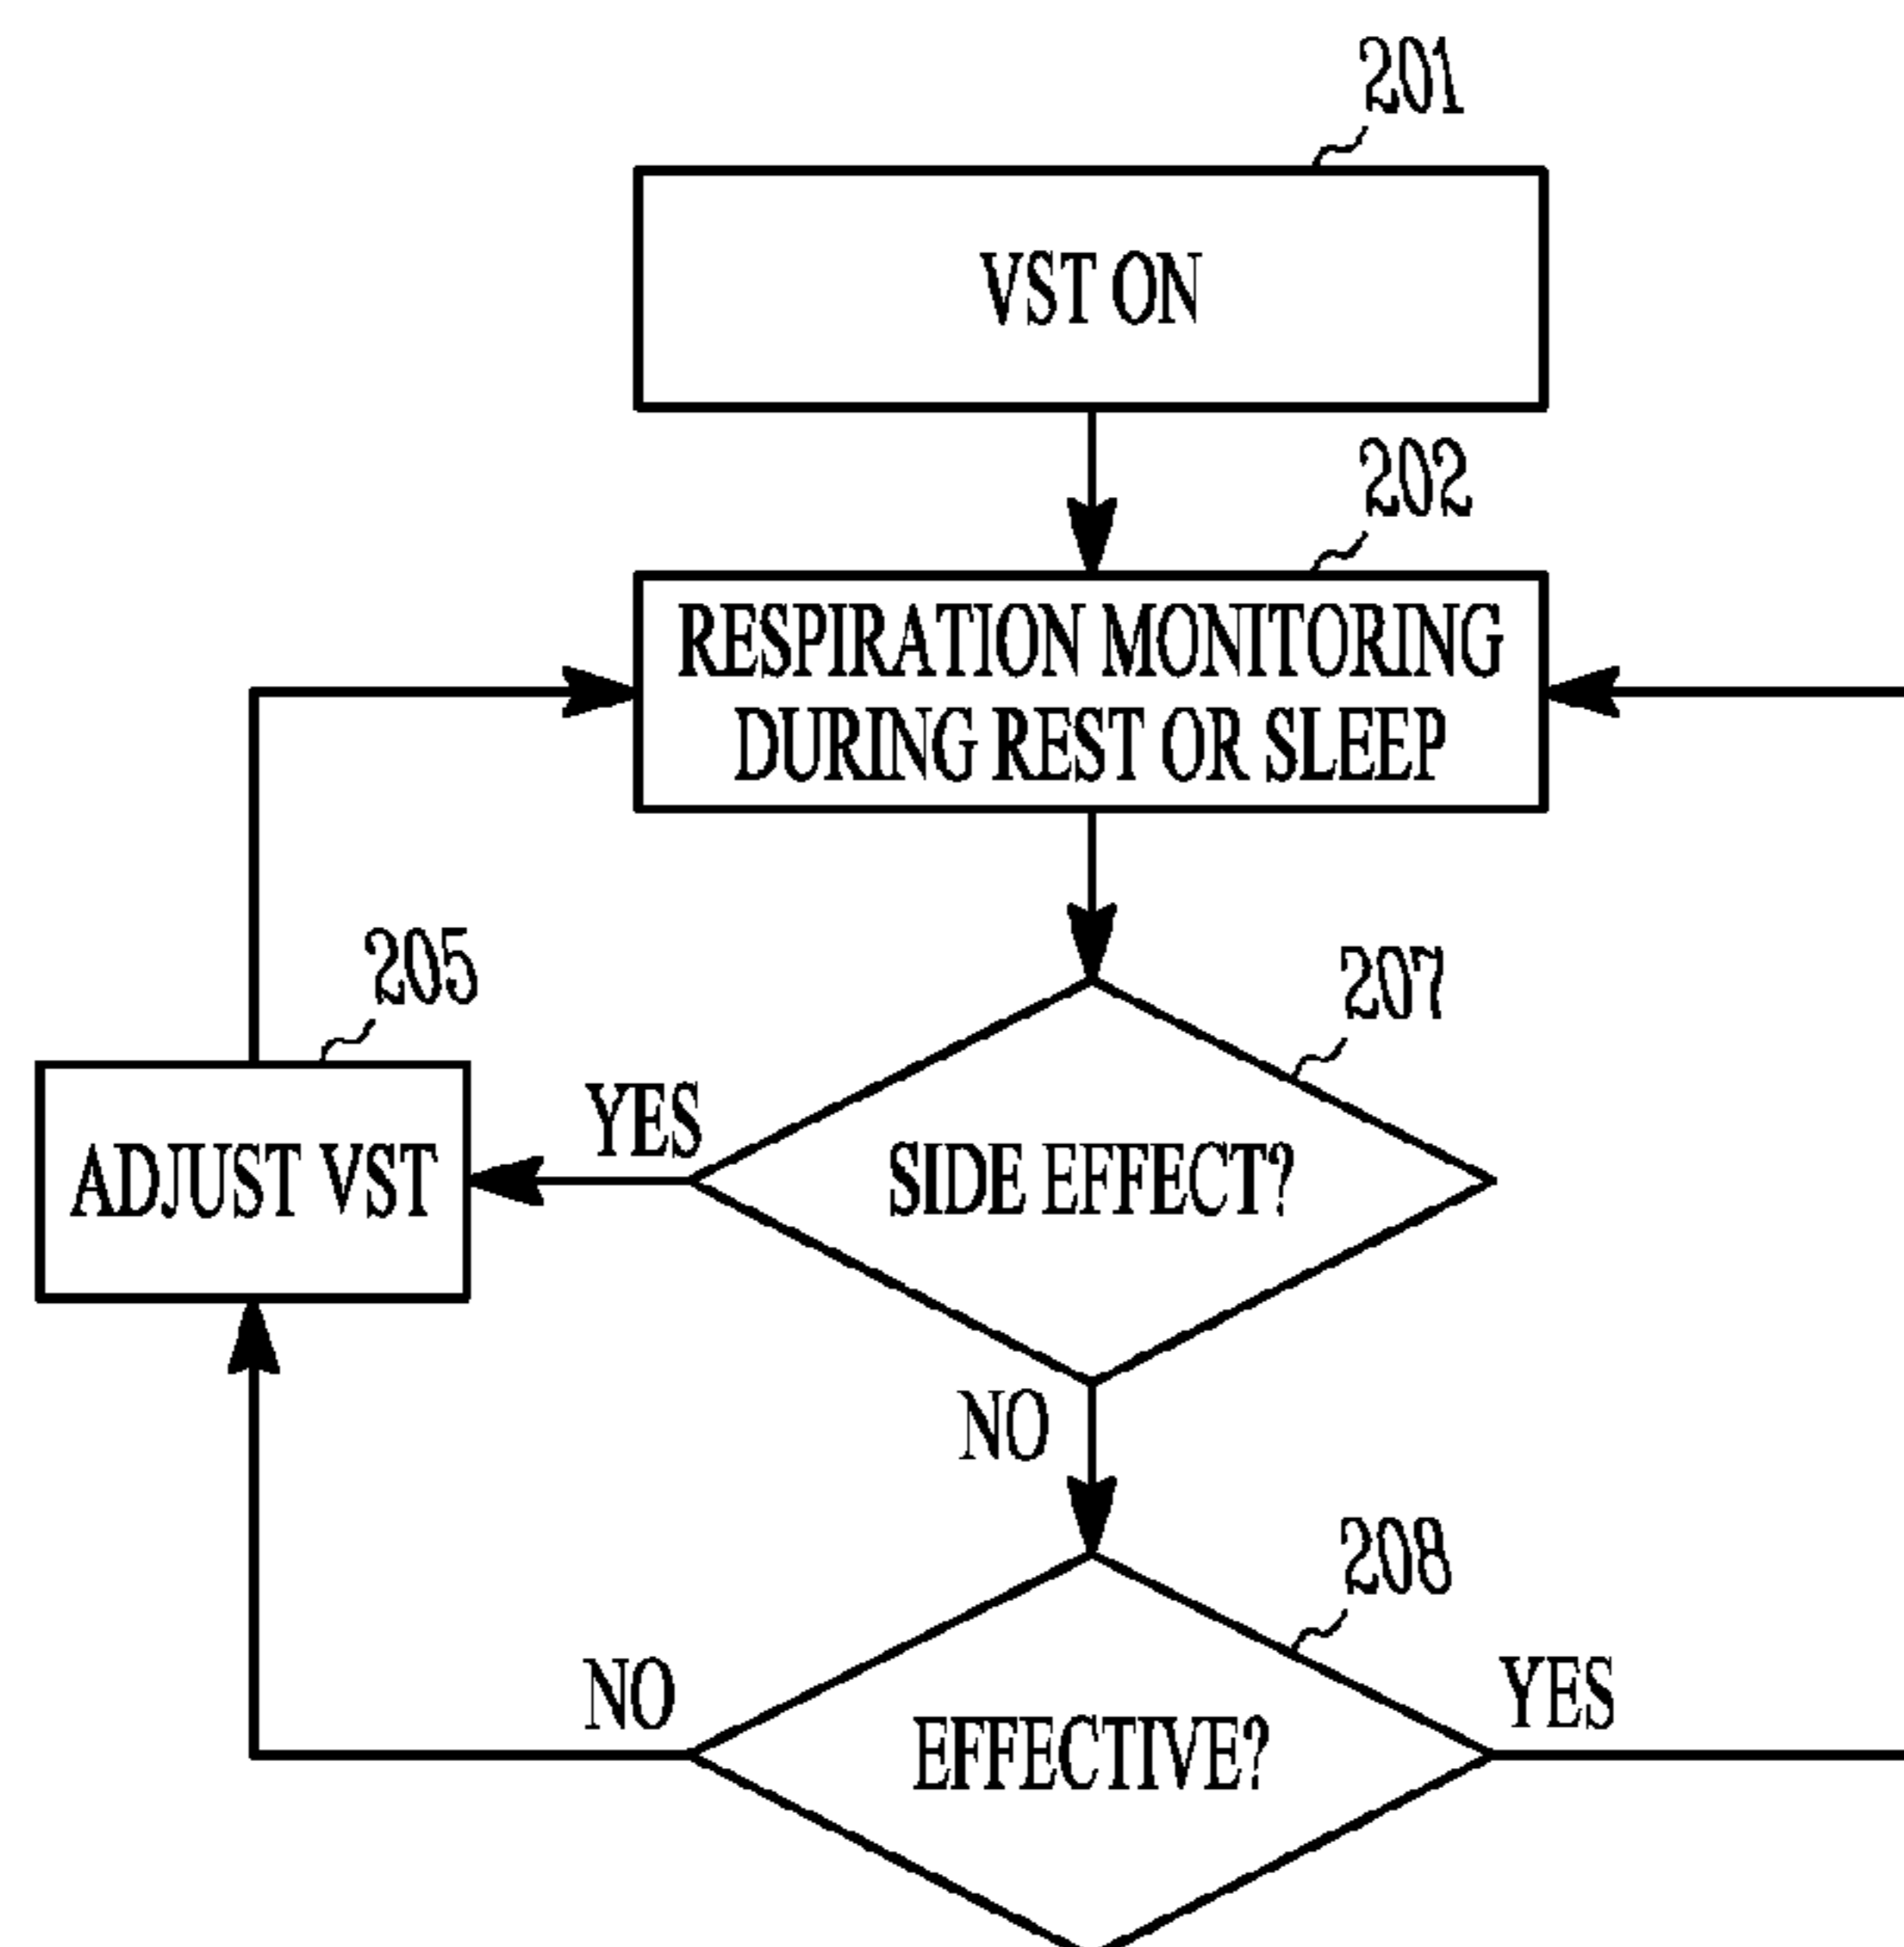 201
VST ON
202
RESPIRATION MONITORING
DURING REST OR SLEEP
205
207
YES
ADJUST VST
SIDE EFFECT?
NO
208
NO
YES
EFFECTIVE?